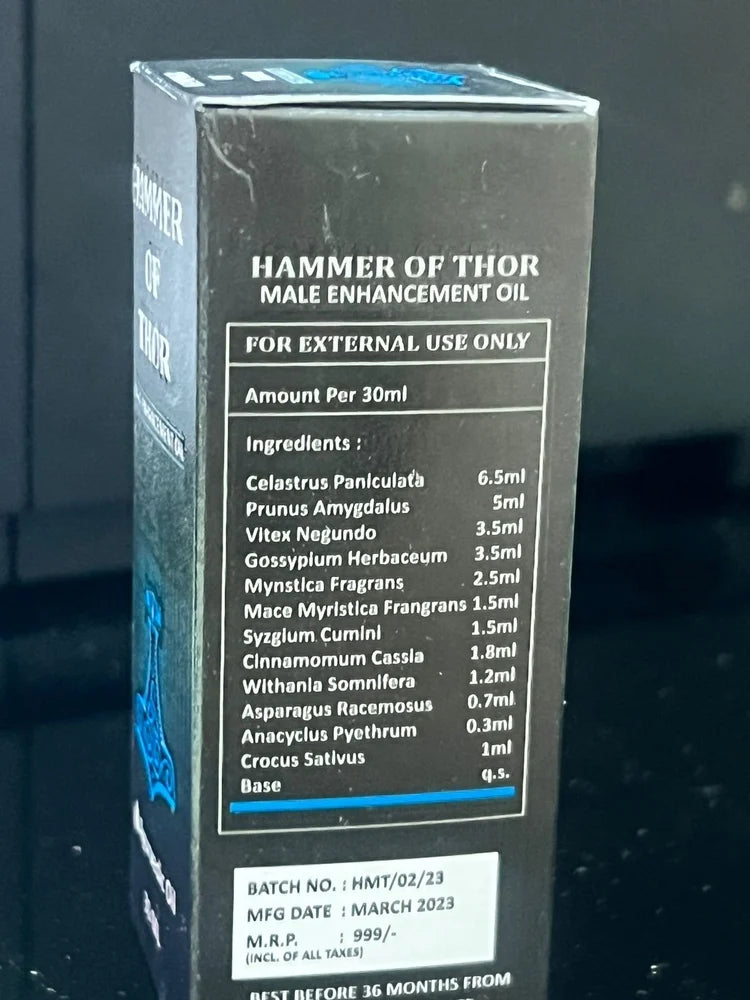 HAMMER
OF
THOR
HAMMER OF THOR
MALE ENHANCEMENT OIL
FOR EXTERNAL USE ONLY
Amount Per 30ml
Ingredients :
Celastrus Paniculata 6.5ml
Prunus Amygdalus 5ml
Vitex Negundo 3.5ml
Gossypium Herbaceum 3.5ml
Mynstica Fragrans 2.5ml
Mace Myristica Frangrans 1.5ml
Syzgium Cumini 1.5ml
Cinnamomum Cassia 1.8ml
Withania Somnifera 1.2ml
Asparagus Racemosus 0.7ml
Anacyclus Pyethrum 0.3ml
Crocus Sativus 1ml
Base q.s.
BATCH NO. : HMT/02/23
MFG DATE : MARCH 2023
M.R.P. : 999/-
(INCL. OF ALL TAXES)
BEST BEFORE 36 MONTHS FROM